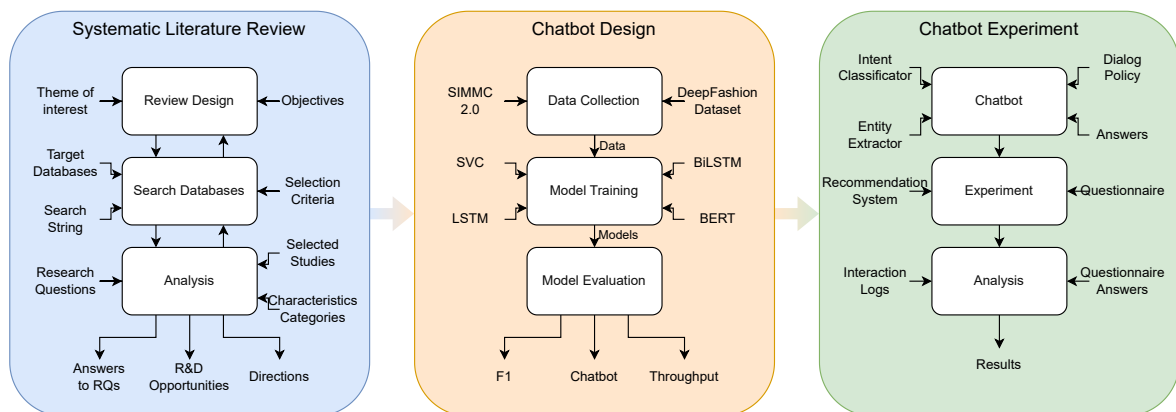 Systematic Literature Review
Theme of
interest
Review Design
Objectives
Target
Databases
Search Databases
Selection
Criteria
Search
String
Selected
Studies
Research
Questions
Analysis
Characteristics
Categories
Answers
to RQs
R&D
Opportunities
Directions
Chatbot Design
SIMMC
2.0
Data Collection
DeepFashion
Dataset
Data
SVC
BiLSTM
Model Training
LSTM
BERT
Models
Model Evaluation
F1
Chatbot
Throughput
Chatbot Experiment
Intent
Classificator
Dialog
Policy
Chatbot
Entity
Extractor
Answers
Recommendation
System
Experiment
Questionnaire
Interaction
Logs
Analysis
Questionnaire
Answers
Results